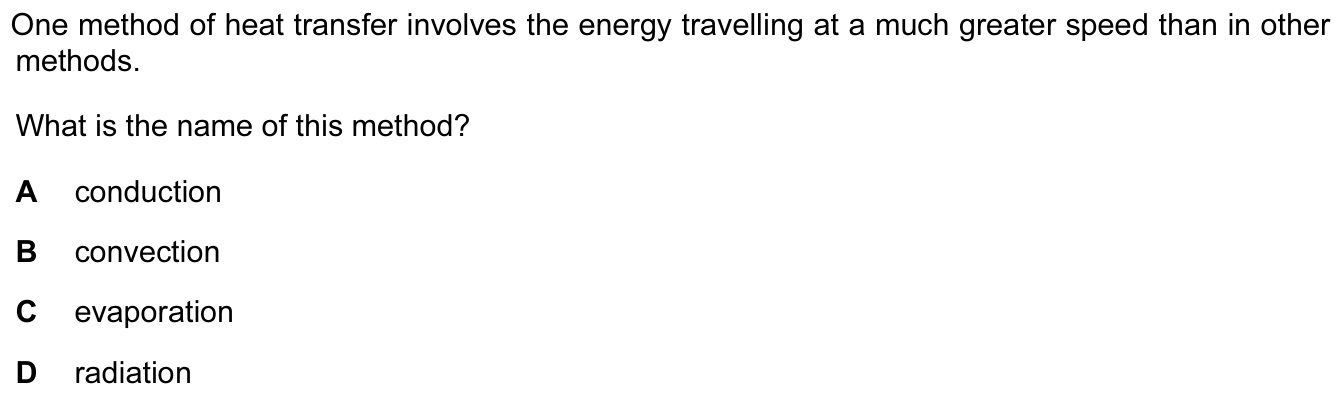 One method of heat transfer involves the energy travelling at a much greater speed than in other
methods.
What is the name of this method?
A conduction
B convection
C evaporation
D radiation